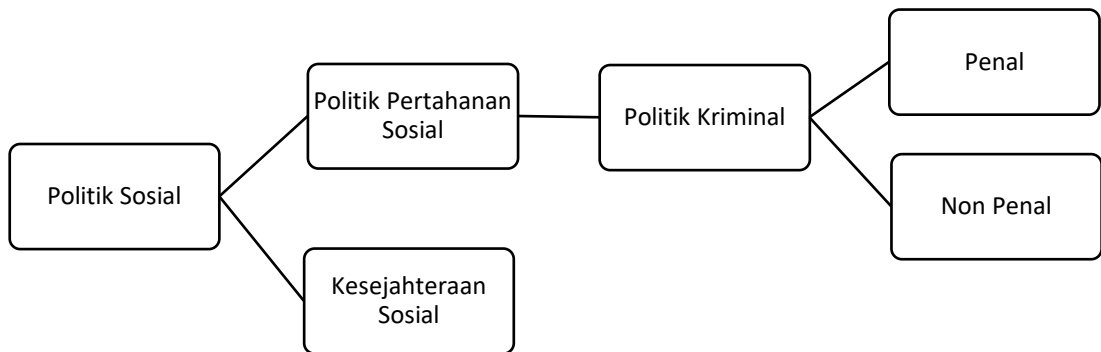 Politik Sosial
Politik Pertahanan
Sosial
Kesejahteraan
Sosial
Politik Kriminal
Penal
Non Penal